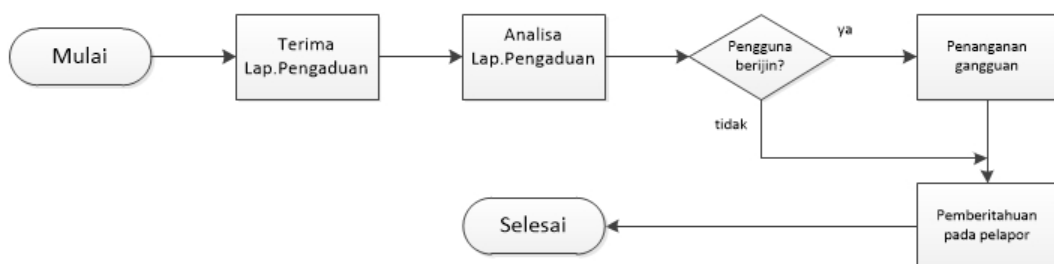 Mulai
Terima
Lap.Pengaduan
Analisa
Lap.Pengaduan
Pengguna
berijin?
ya
Penanganan
gangguan
tidak
Pemberitahuan
pada pelapor
Selesai